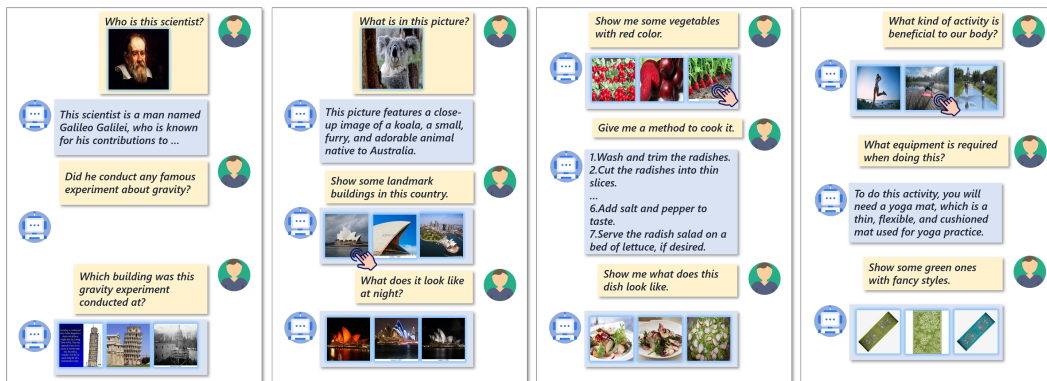 Who is this scientist?
This scientist is a man named
Galileo Galilei, who is known
for his contributions to ...
Did he conduct any famous
experiment about gravity?
Which building was this
gravity experiment
conducted at?
What is in this picture?
This picture features a close-
up image of a koala, a small,
furry, and adorable animal
native to Australia.
Show some landmark
buildings in this country.
What does it look like
at night?
Show me some vegetables
with red color.
Give me a method to cook it.
1.Wash and trim the radishes.
2.Cut the radishes into thin
slices.
...
6.Add salt and pepper to
taste.
7.Serve the radish salad on a
bed of lettuce, if desired.
Show me what does this
dish look like.
What kind of activity is
beneficial to our body?
What equipment is required
when doing this?
To do this activity, you will
need a yoga mat, which is a
thin, flexible, and cushioned
mat used for yoga practice.
Show some green ones
with fancy styles.